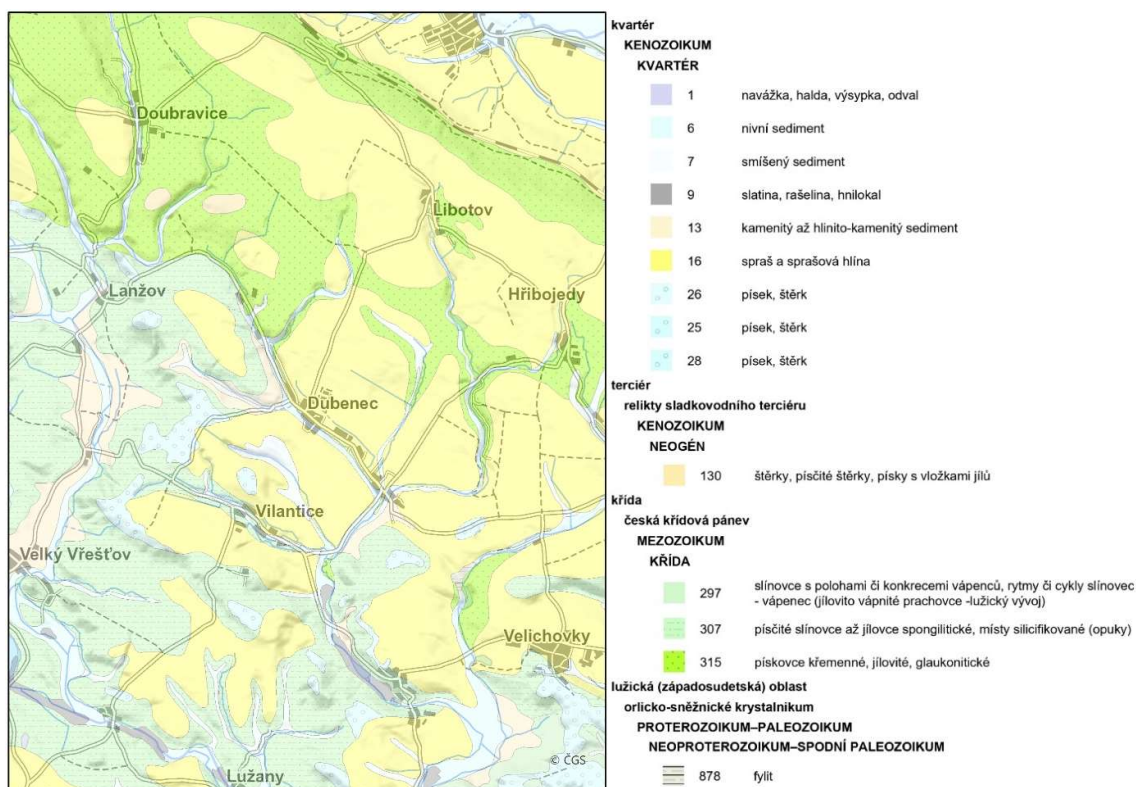 Doubravice
Libotov
Lanžov
Hřibojedy
Dubenec
Vilantice
Velký Vřešťov
Velichovky
Lužany
© ČGS
kvartér
KENOZOIKUM
KVARTÉR
1 navážka, halda, výsypka, odval
6 nivní sediment
7 smíšený sediment
9 slatina, rašelina, hnilokal
13 kamenitý až hlinito-kamenitý sediment
16 spraš a sprašová hlína
26 písek, štěrk
25 písek, štěrk
28 písek, štěrk
terciér
relikty sladkovodního terciéru
KENOZOIKUM
NEOGÉN
130 štěrky, písčité štěrky, písky s vložkami jílů
křída
česká křídová pánev
MEZOZOIKUM
KŘÍDA
297 slínovce s polohami či konkrecemi vápenců, rytmy či cykly slínovec
- vápenec (jílovito vápnité prachovce -lužický vývoj)
307 písčité slínovce až jílovce spongilitické, místy silicifikované (opuky)
315 pískovce křemenné, jílovité, glaukonitické
lužická (západosudetská) oblast
orlicko-sněžnické krystalinikum
PROTEROZOIKUM–PALEOZOIKUM
NEOPROTEROZOIKUM–SPODNÍ PALEOZOIKUM
878 fylit